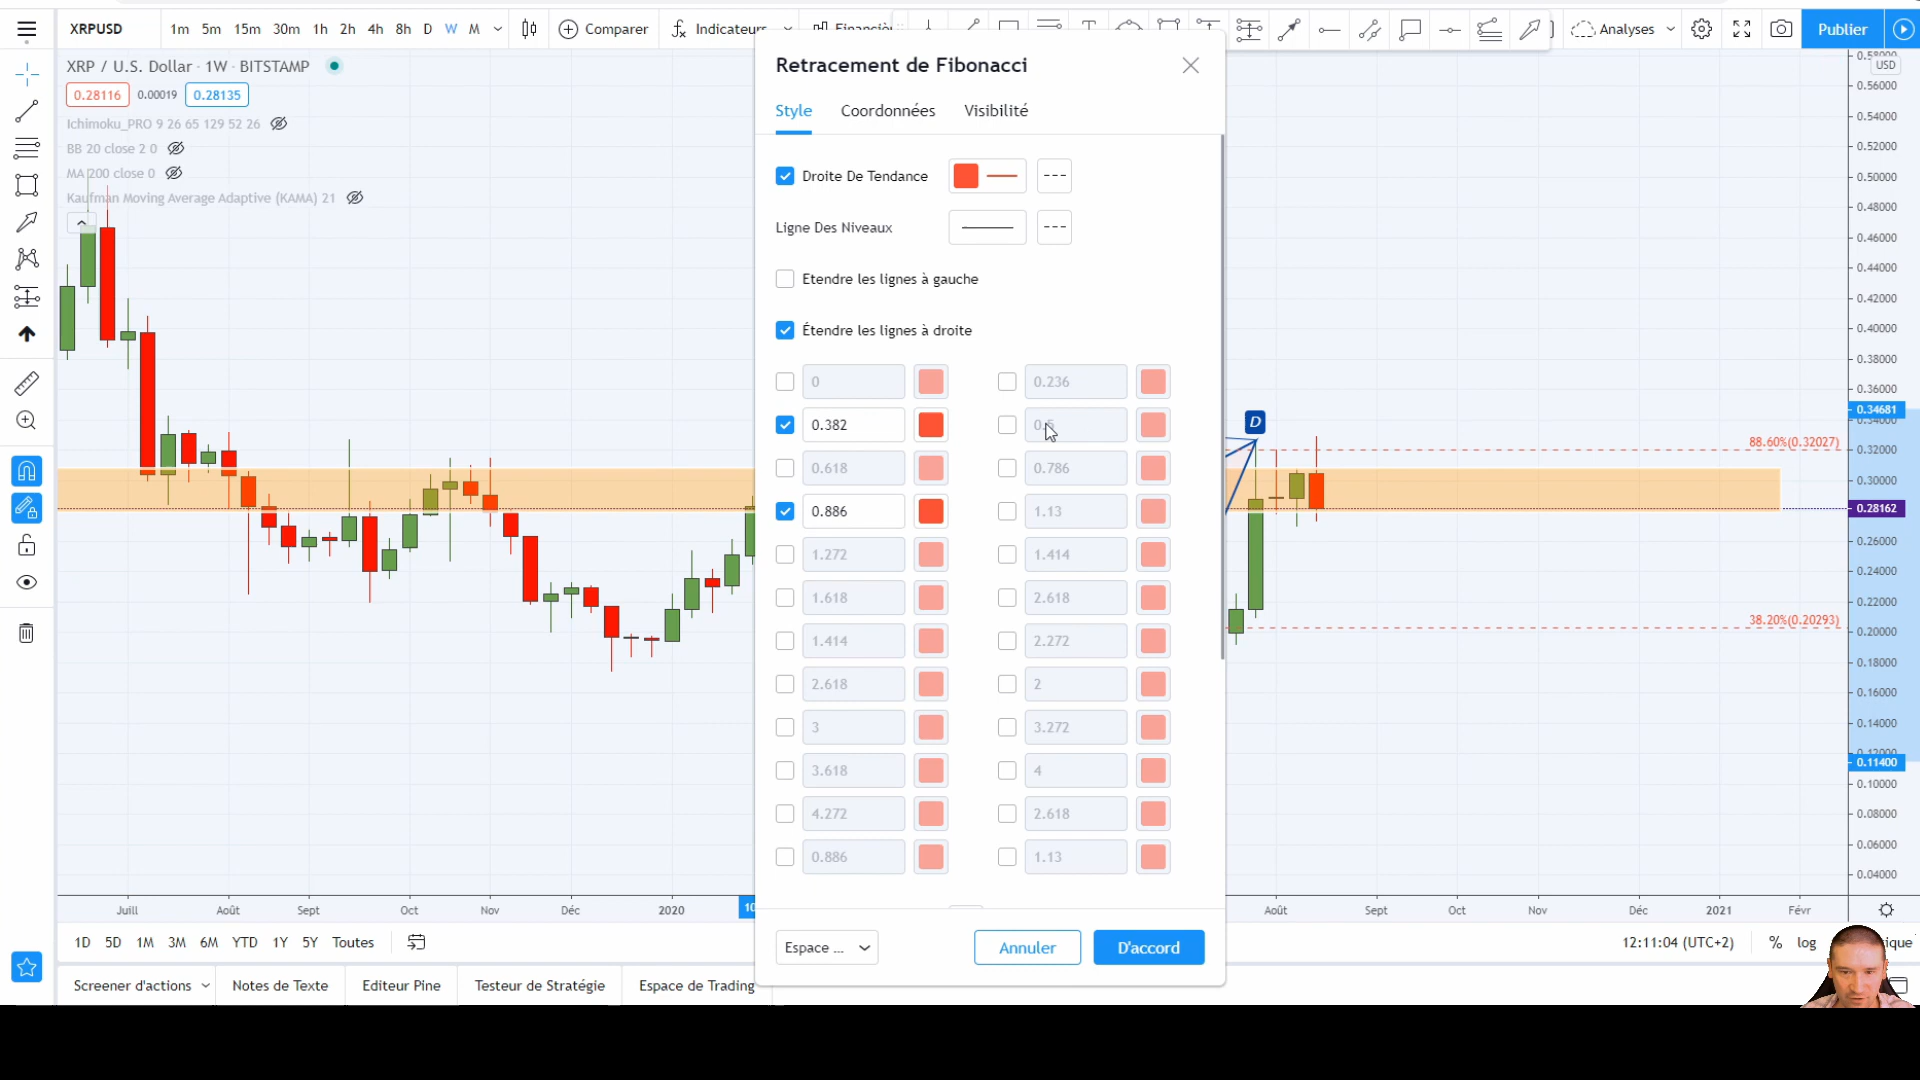 XRPUSD 1m 5m 15m 30m 1h 2h 4h 8h D W M Comparer Indicateurs Analyses Publier
XRP / U.S. Dollar · 1W · BITSTAMP
0.28116 0.00019 0.28135
Ichimoku_PRO 9 26 65 129 52 26
BB 20 close 2 0
MA 200 close 0
Kaufman Moving Average Adaptive (KAMA) 21
Retracement de Fibonacci
Style Coordonnées Visibilité
Droite De Tendance
Ligne Des Niveaux
Etendre les lignes à gauche
Étendre les lignes à droite
0 0.236
0.382
0.618 0.786
0.886 1.13
1.272 1.414
1.618 2.618
1.414 2.272
2.618 2
3 3.272
3.618 4
4.272 2.618
0.886 1.13
Espace ... Annuler D'accord
D
88.60%(0.32027)
38.20%(0.20293)
USD
0.56000
0.54000
0.52000
0.50000
0.48000
0.46000
0.44000
0.42000
0.40000
0.38000
0.36000
0.34681
0.32000
0.30000
0.28162
0.26000
0.24000
0.22000
0.20000
0.18000
0.16000
0.14000
0.11400
0.10000
0.08000
0.06000
0.04000
Juill Août Sept Oct Nov Déc 2020 Août Sept Oct Nov Déc 2021 Févr
1D 5D 1M 3M 6M YTD 1Y 5Y Toutes 12:11:04 (UTC+2) % log
Screener d'actions Notes de Texte Editeur Pine Testeur de Stratégie Espace de Trading